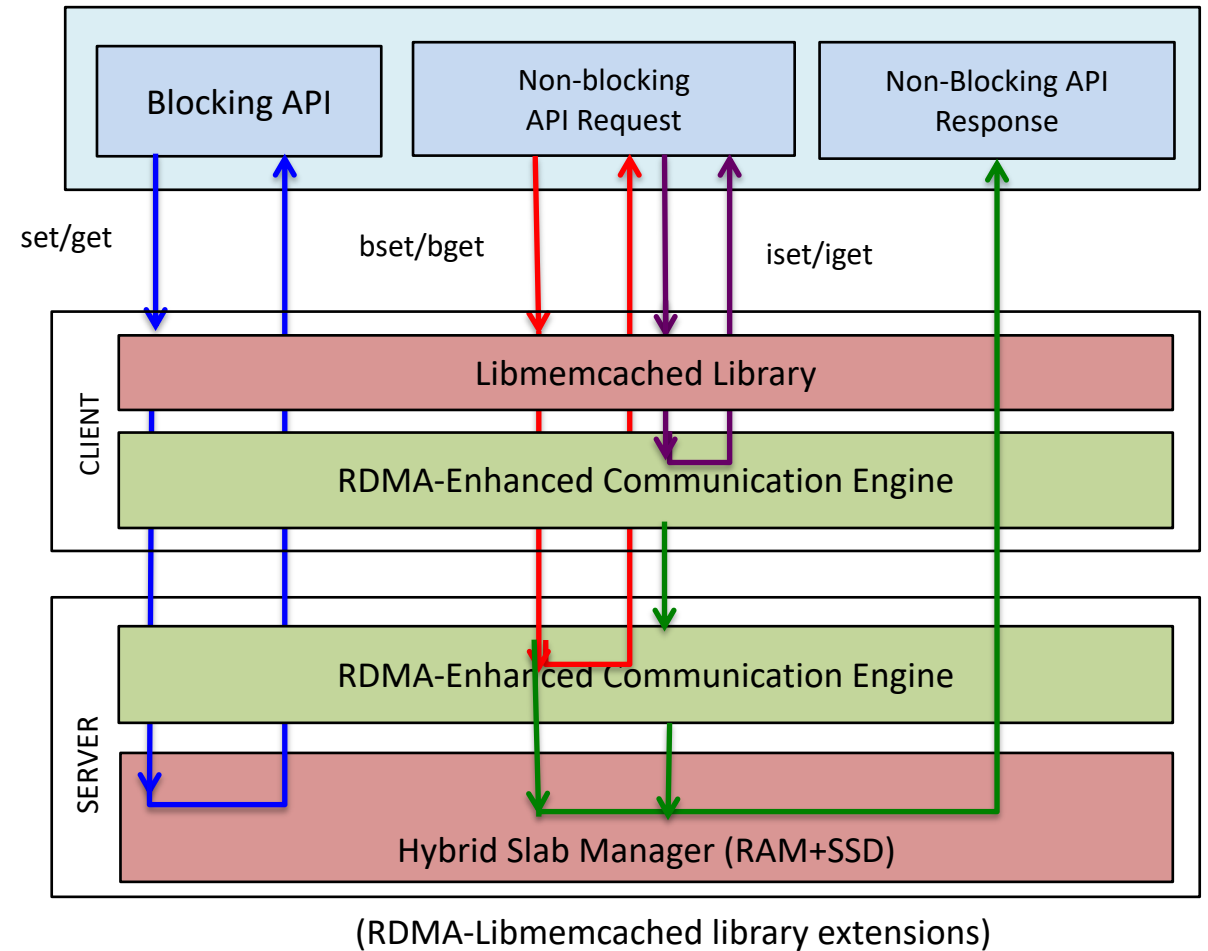 Blocking API
Non-blocking
API Request
Non-Blocking API
Response
set/get
bset/bget
iset/iget
CLIENT
Libmemcached Library
RDMA-Enhanced Communication Engine
SERVER
RDMA-Enhanced Communication Engine
Hybrid Slab Manager (RAM+SSD)
(RDMA-Libmemcached library extensions)